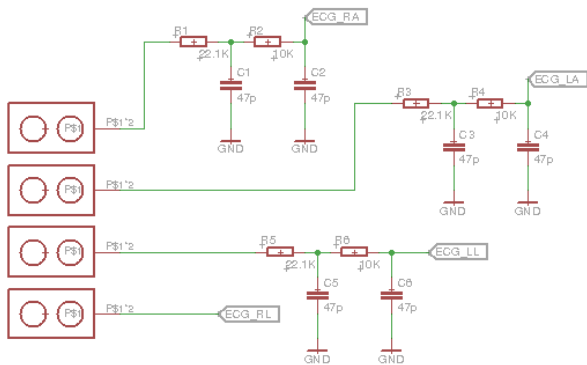 ECG_RA
R1
R2
22.1K
10K
C1
C2
47p
47p
GND
GND
ECG_LA
R3
R4
22.1K
10K
C3
C4
47p
47p
GND
GND
P$1
P$1*2
P$1
P$1*2
P$1
P$1*2
R5
R6
22.1K
10K
ECG_LL
C5
C6
47p
47p
GND
GND
P$1
P$1*2
ECG_RL